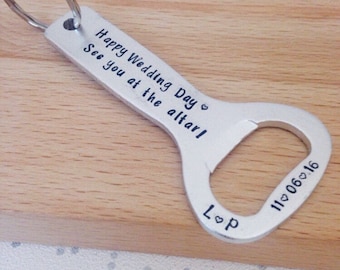 Happy Wedding Day ♥
See you at the altar!
L♥P
11♥06♥16